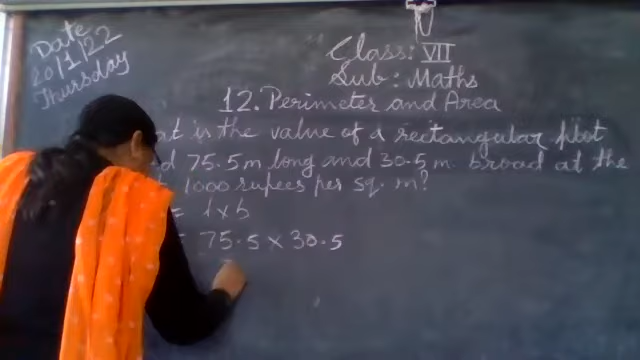 Date
20/1/22
Thursday
Class: VII
Sub: Maths
12. Perimeter and Area
at is the value of a rectangular plot
d 75.5m long and 30.5 m broad at the
1000 rupees per sq. m?
= l x b
= 75.5 x 30.5